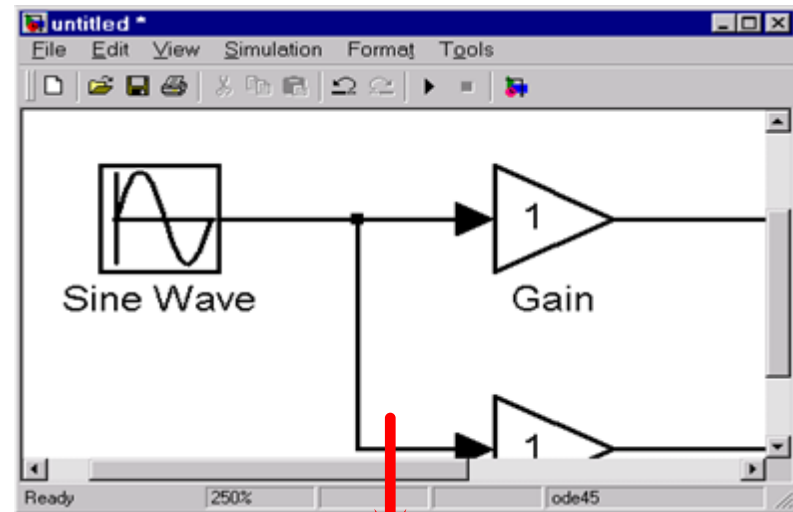 untitled *
File Edit View Simulation Format Tools
1
Sine Wave Gain
1
Ready 250% ode45